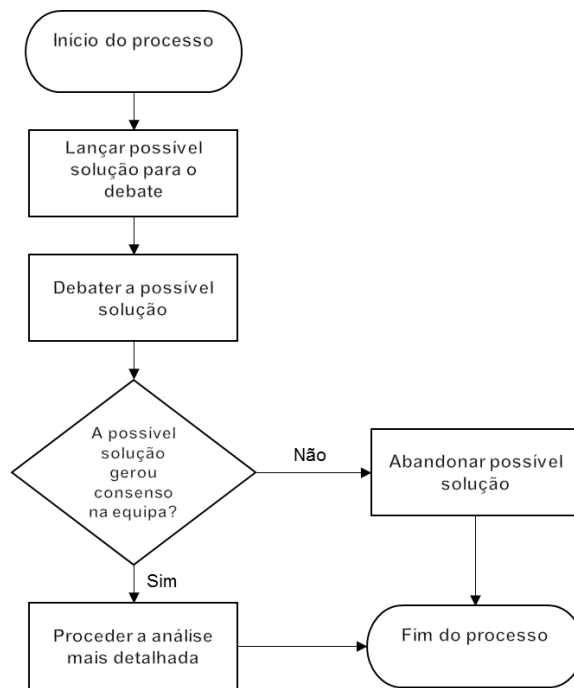 Início do processo
Lançar possível
solução para o
debate
Debater a possível
solução
A possível
solução
gerou
consenso
na equipa?
Não
Abandonar possível
solução
Sim
Proceder a análise
mais detalhada
Fim do processo